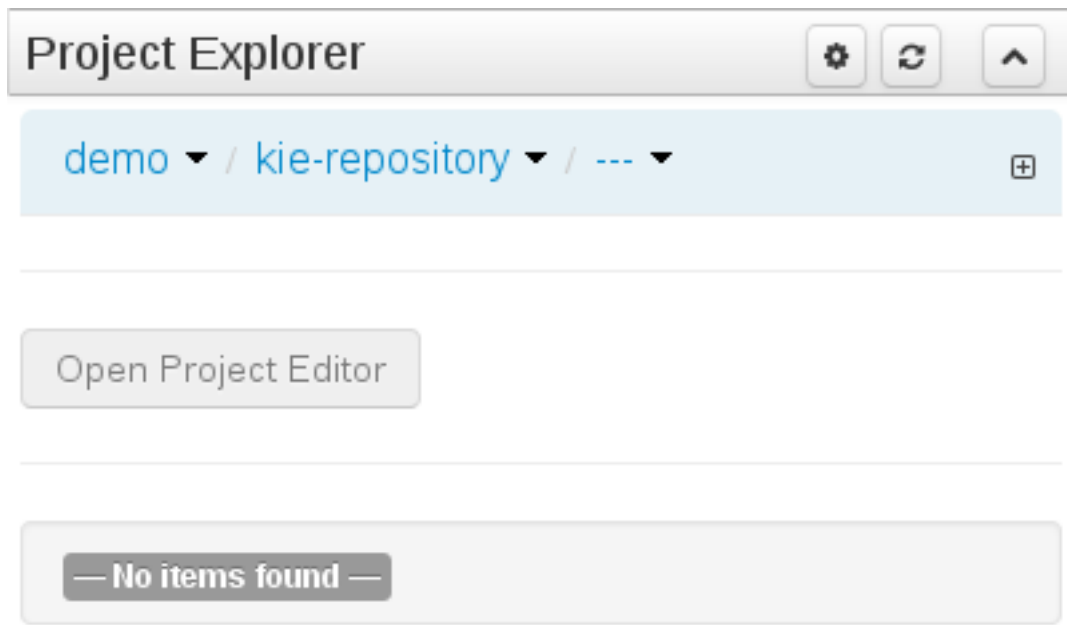 Project Explorer
demo / kie-repository / ---
Open Project Editor
— No items found —